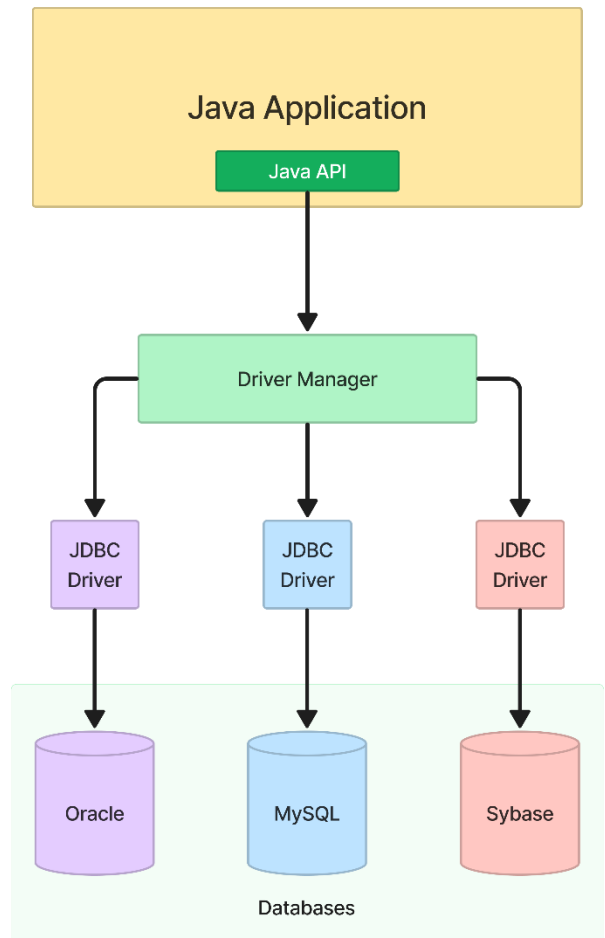 Java Application
Java API
Driver Manager
JDBC
Driver
JDBC
Driver
JDBC
Driver
Oracle
MySQL
Sybase
Databases